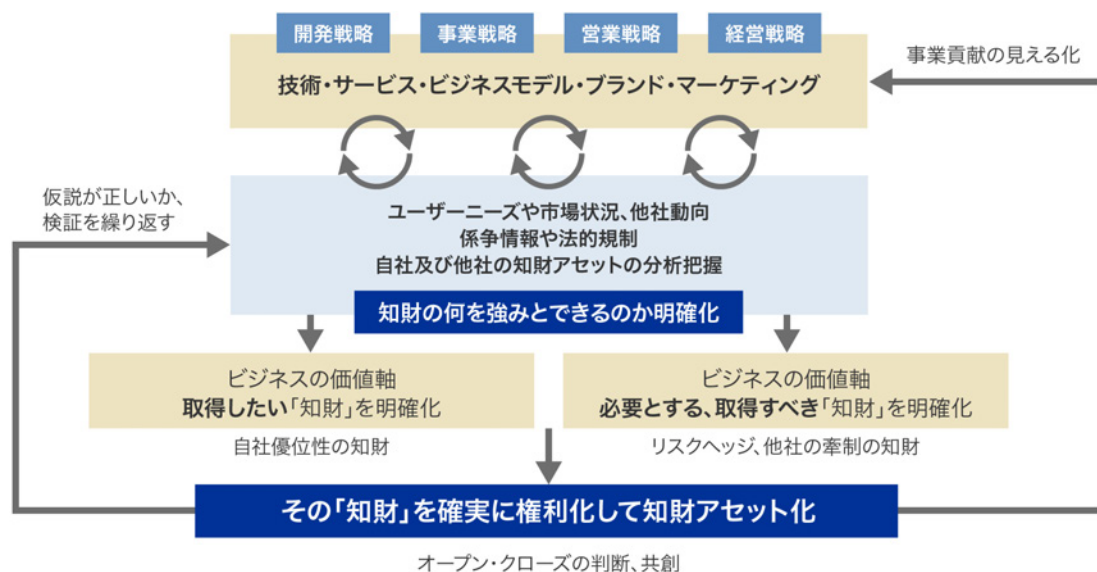 開発戦略
事業戦略
営業戦略
経営戦略
技術・サービス・ビジネスモデル・ブランド・マーケティング
事業貢献の見える化
仮説が正しいか、
検証を繰り返す
ユーザーニーズや市場状況、他社動向
係争情報や法的規制
自社及び他社の知財アセットの分析把握
知財の何を強みとできるのか明確化
ビジネスの価値軸
取得したい「知財」を明確化
自社優位性の知財
ビジネスの価値軸
必要とする、取得すべき「知財」を明確化
リスクヘッジ、他社の牽制の知財
その「知財」を確実に権利化して知財アセット化
オープン・クローズの判断、共創